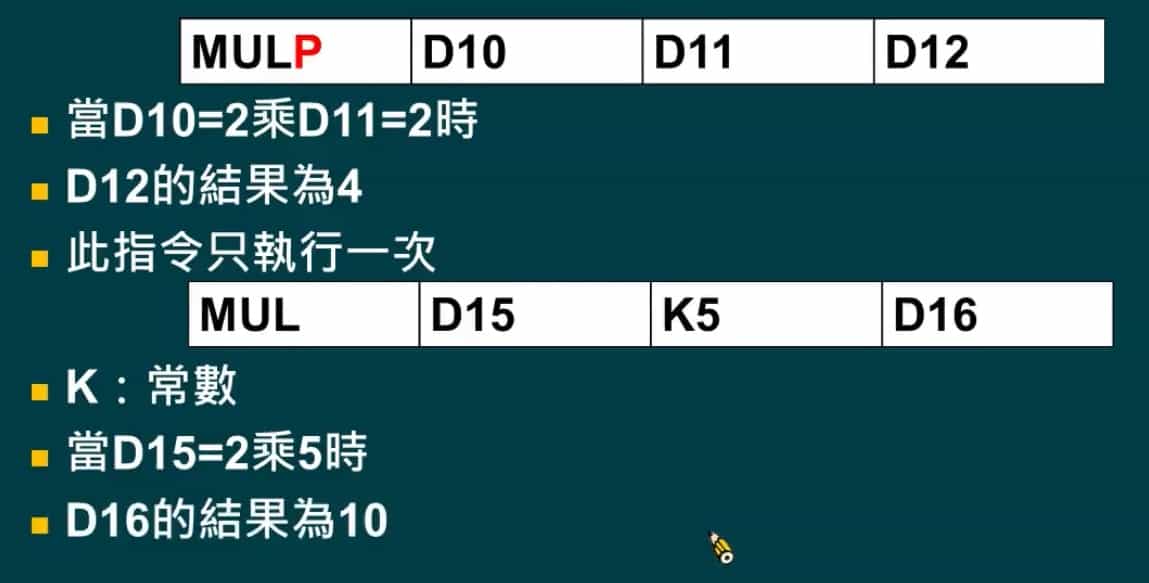 MULP D10 D11 D12
當D10=2乘D11=2時
D12的結果為4
此指令只執行一次
MUL D15 K5 D16
K：常數
當D15=2乘5時
D16的結果為10